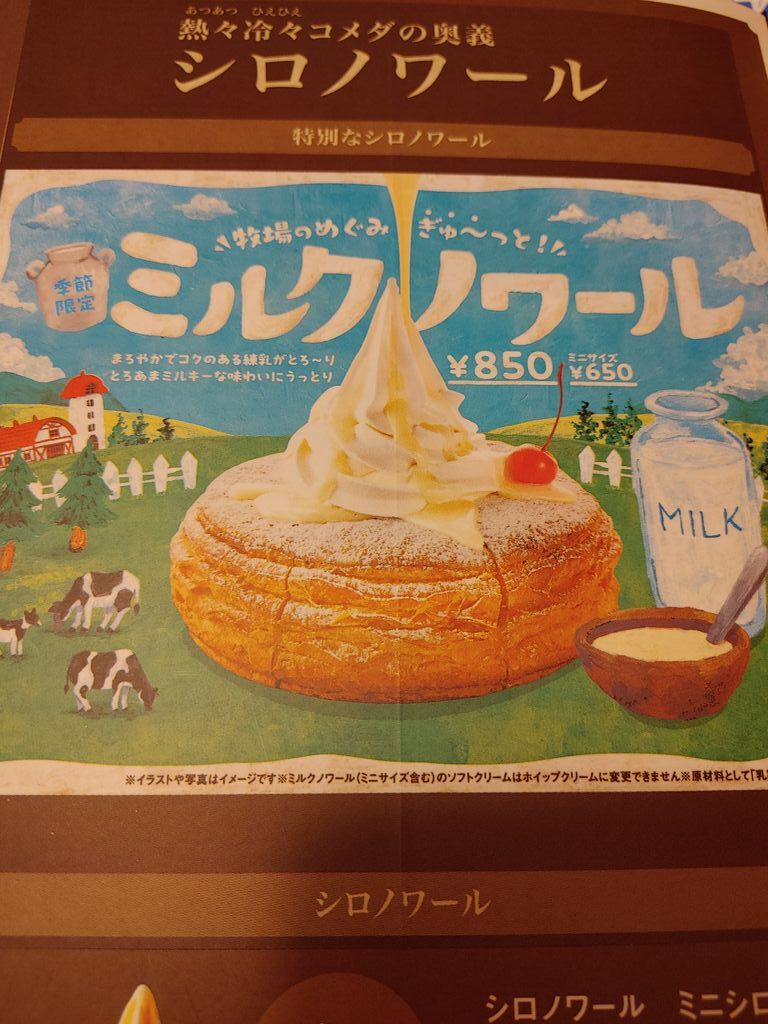 あつあつ ひえひえ
熱々冷々コメダの奥義
シロノワール
特別なシロノワール
牧場のめぐみ ぎゅ〜っと!
季節
限定
ミルクノワール
まろやかでコクのある練乳がとろ〜り
とろあまミルキーな味わいにうっとり
¥850 ミニサイズ ¥650
MILK
※イラストや写真はイメージです※ミルクノワール(ミニサイズ含む)のソフトクリームはホイップクリームに変更できません※原材料として「乳
シロノワール
シロノワール ミニシロ